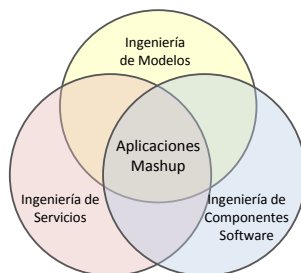 Ingeniería
de Modelos
Aplicaciones
Mashup
Ingeniería de
Servicios
Ingeniería de
Componentes
Software